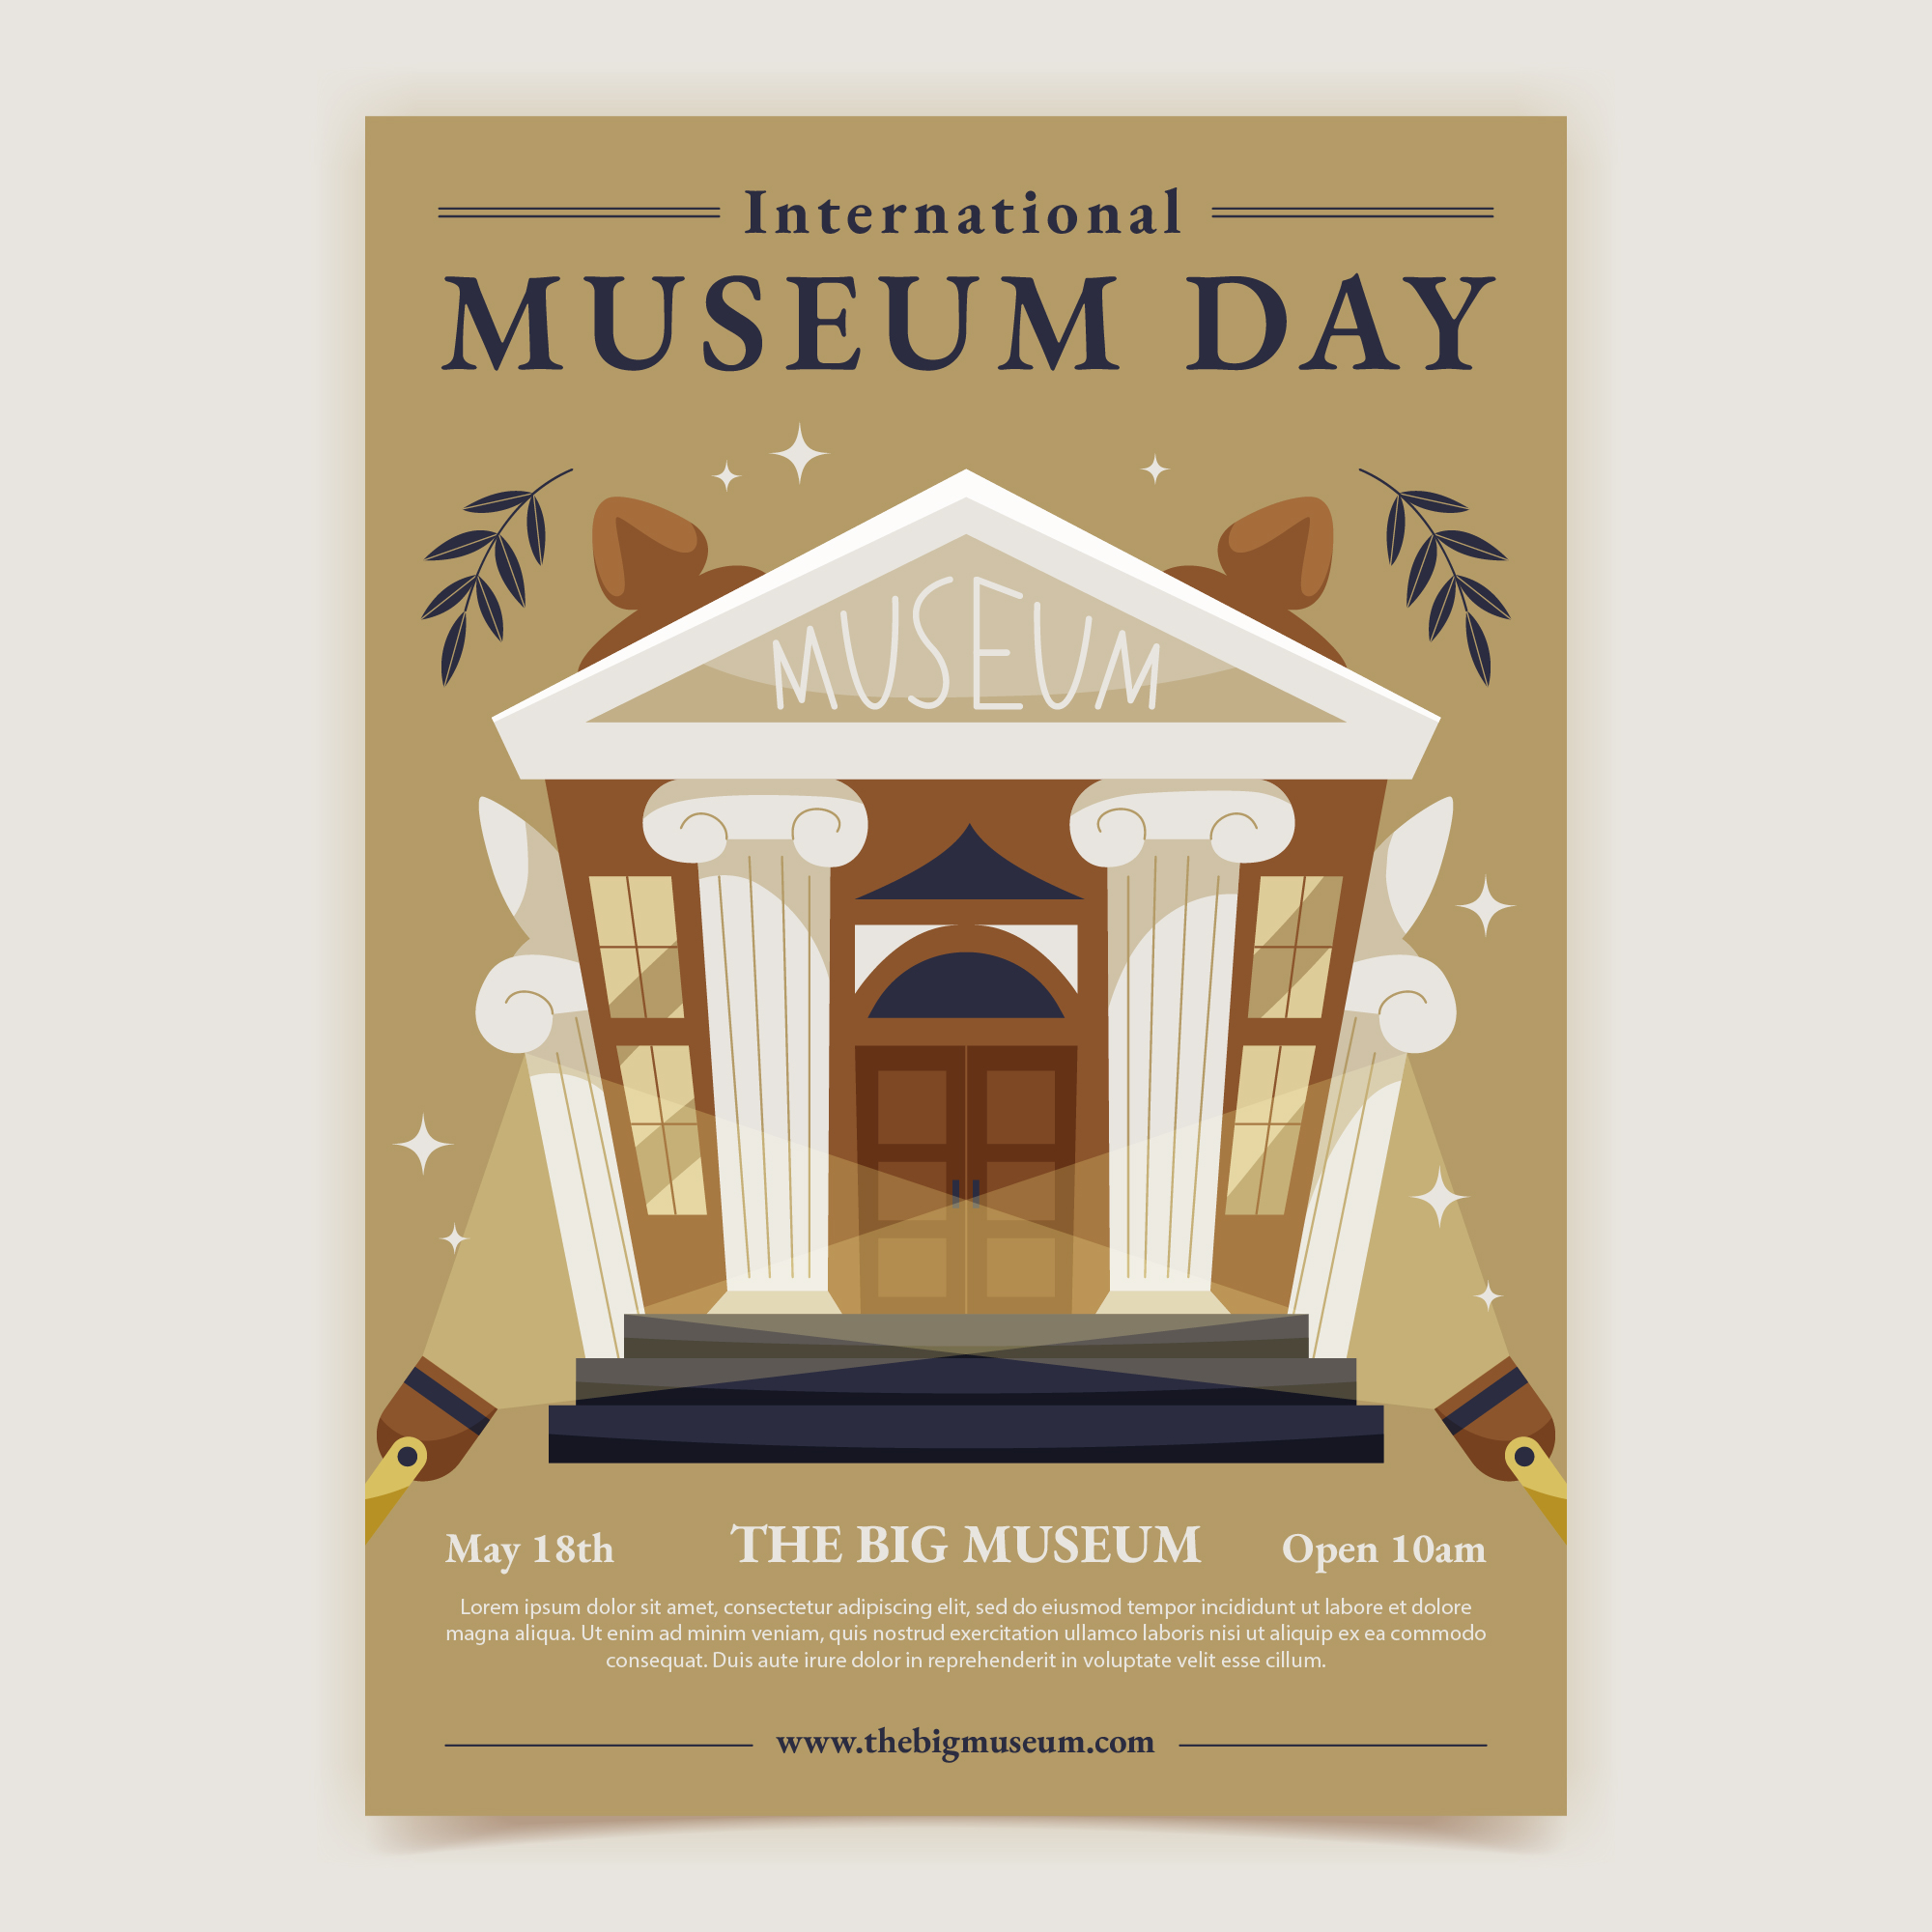 International
MUSEUM DAY
MUSEUM
May 18th THE BIG MUSEUM Open 10am
Lorem ipsum dolor sit amet, consectetur adipiscing elit, sed do eiusmod tempor incididunt ut labore et dolore
magna aliqua. Ut enim ad minim veniam, quis nostrud exercitation ullamco laboris nisi ut aliquip ex ea commodo
consequat. Duis aute irure dolor in reprehenderit in voluptate velit esse cillum.
www.thebigmuseum.com